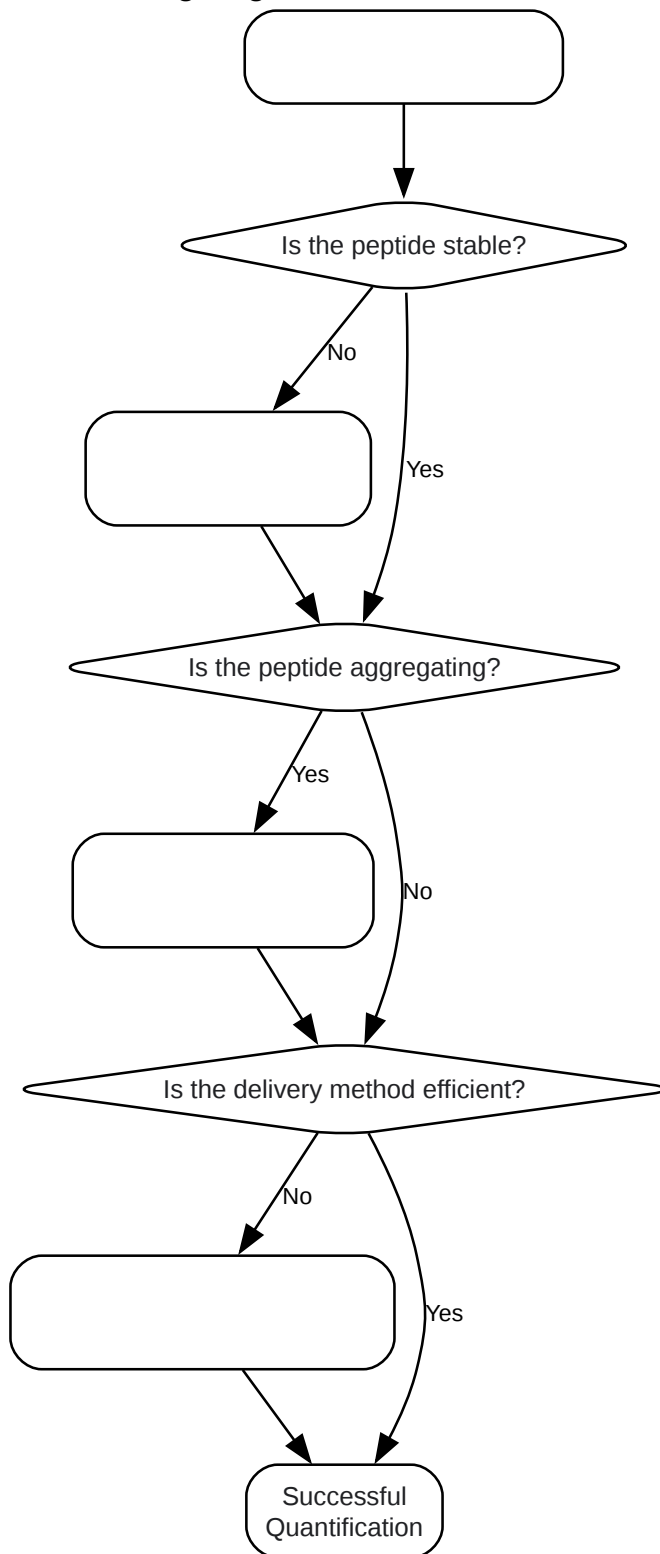 Is the peptide stable?
No
Yes
Is the peptide aggregating?
Yes
No
Is the delivery method efficient?
No
Yes
Successful
Quantification